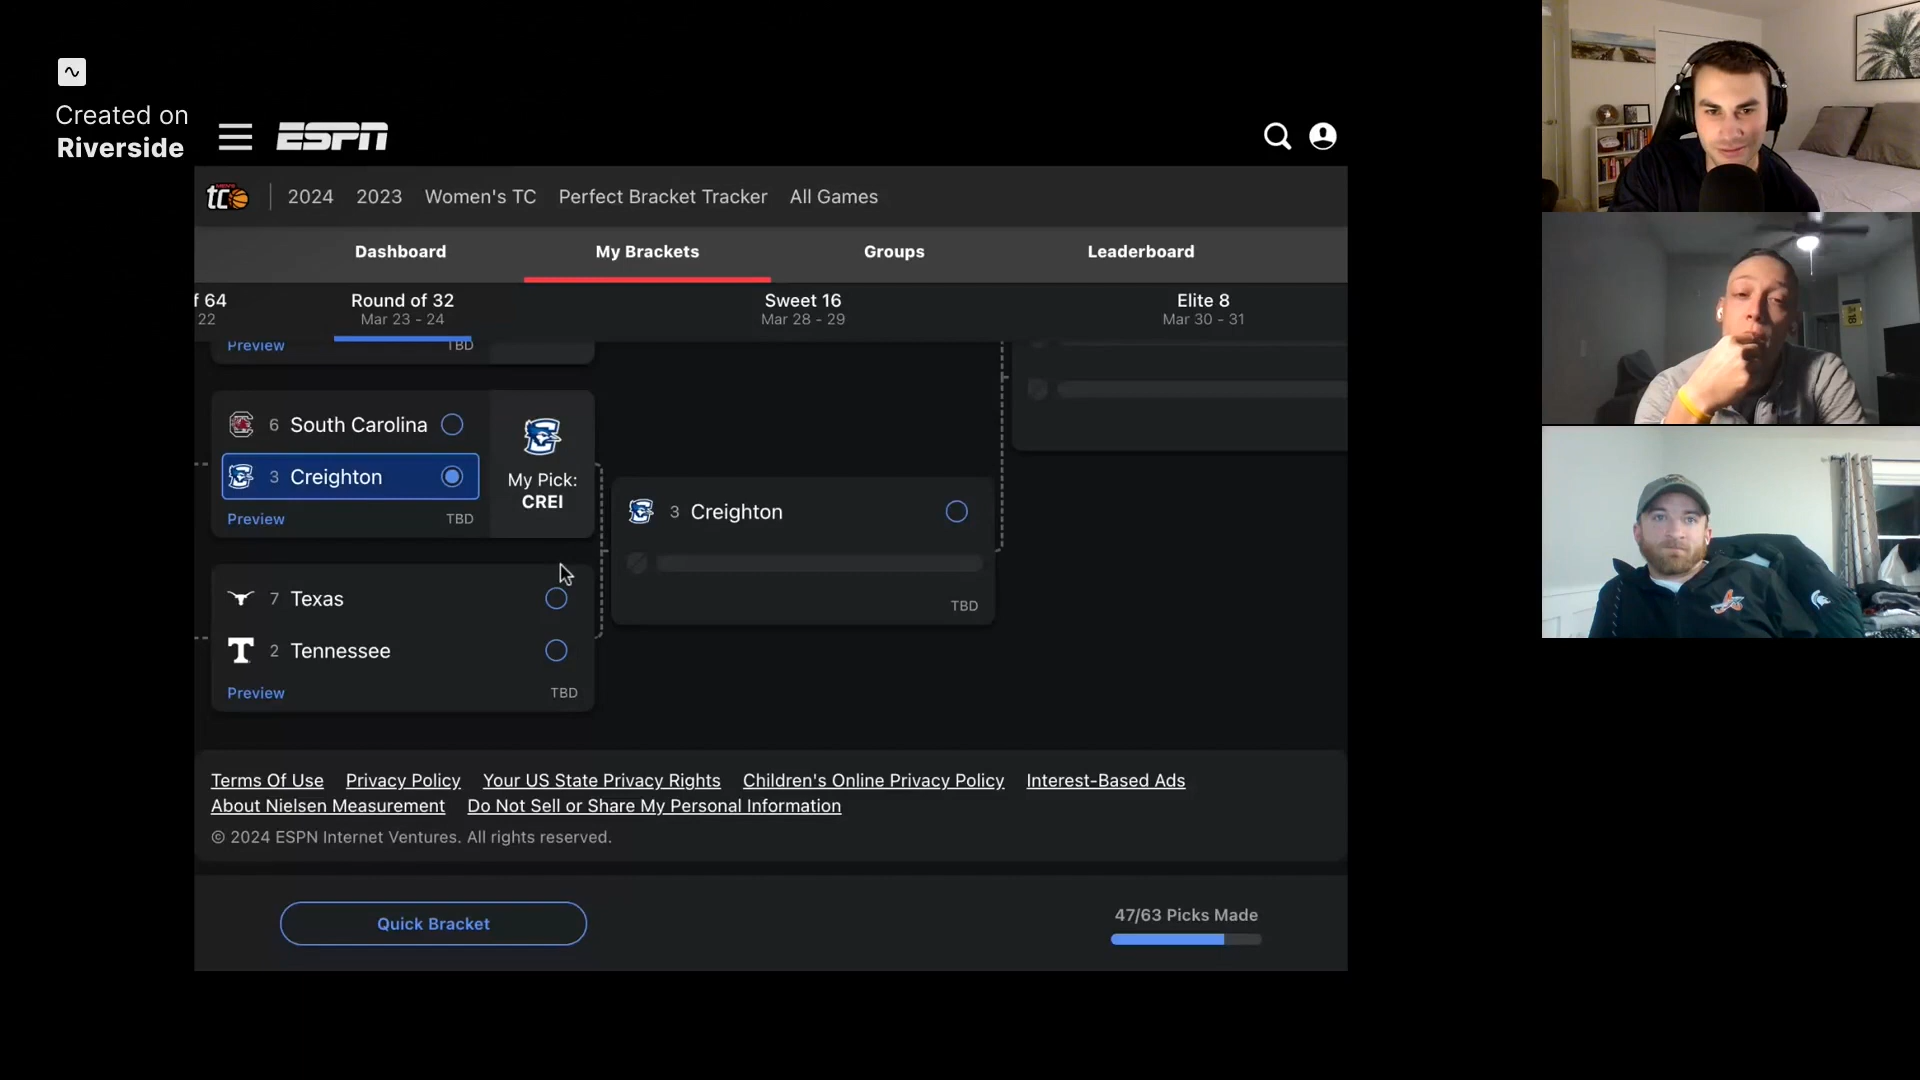 Created on
Riverside
ESPN
MEN'S
tc
2024 2023 Women's TC Perfect Bracket Tracker All Games
Dashboard My Brackets Groups Leaderboard
f 64 Round of 32 Sweet 16 Elite 8
22 Mar 23 - 24 Mar 28 - 29 Mar 30 - 31
Preview TBD
6 South Carolina
3 Creighton
Preview TBD
My Pick:
CREI
3 Creighton
TBD
7 Texas
T 2 Tennessee
Preview TBD
Terms Of Use Privacy Policy Your US State Privacy Rights Children's Online Privacy Policy Interest-Based Ads
About Nielsen Measurement Do Not Sell or Share My Personal Information
© 2024 ESPN Internet Ventures. All rights reserved.
Quick Bracket
47/63 Picks Made